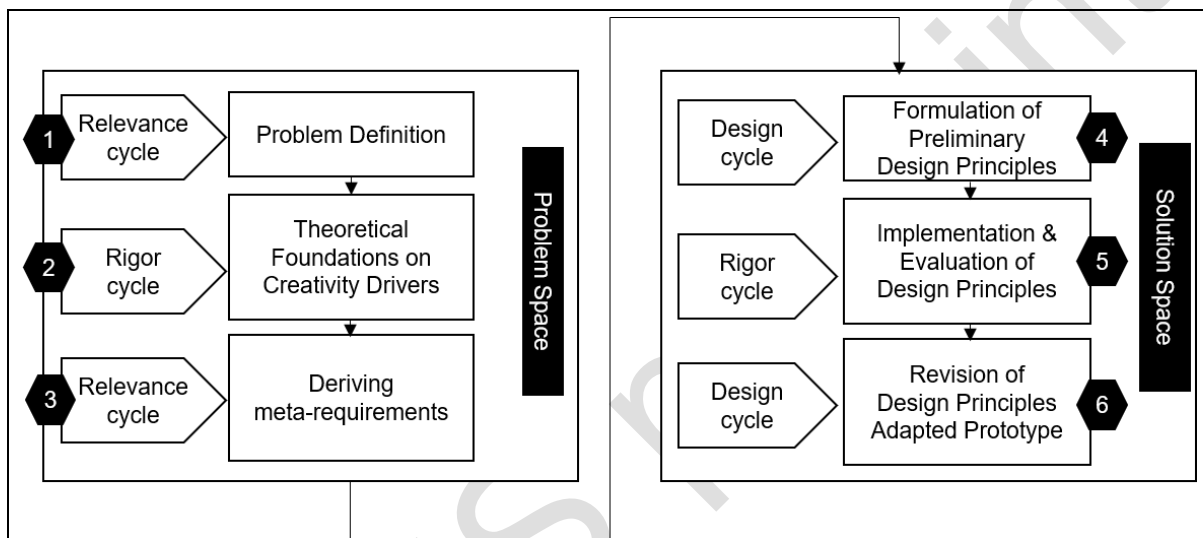 1
Relevance
cycle
Problem Definition
2
Rigor
cycle
Theoretical
Foundations on
Creativity Drivers
3
Relevance
cycle
Deriving
meta-requirements
Problem Space
Design
cycle
Formulation of
Preliminary
Design Principles
4
Rigor
cycle
Implementation &
Evaluation of
Design Principles
5
Design
cycle
Revision of
Design Principles
Adapted Prototype
6
Solution Space